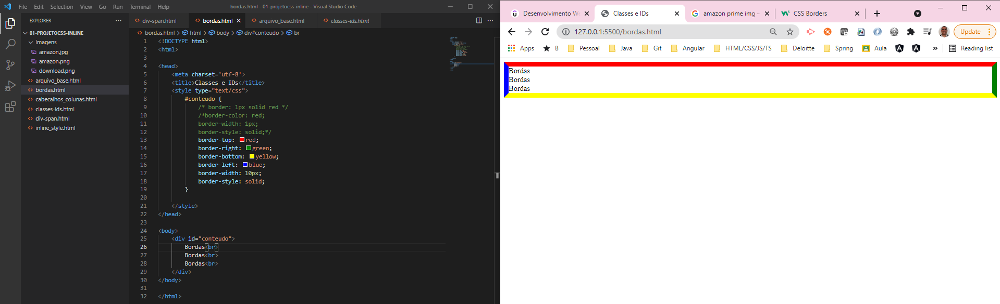 File Edit Selection View Go Run Terminal Help bordas.html - 01-projetocss-inline - Visual Studio Code
EXPLORER ···
01-PROJETOCSS-INLINE
imagens
amazon.jpg
amazon.png
download.png
arquivo_base.html
bordas.html
cabecalhos_colunas.html
classes-ids.html
div-span.html
inline_style.html
div-span.html bordas.html arquivo_base.html classes-ids.html
bordas.html > html > body > div#conteudo > br
1 <!DOCTYPE html>
2 <html>
3
4 <head>
5 <meta charset='utf-8'>
6 <title>Classes e IDs</title>
7 <style type="text/css">
8 #conteudo {
9 /* border: 1px solid red */
10 /*border-color: red;
11 border-width: 1px;
12 border-style: solid;*/
13 border-top: red;
14 border-right: green;
15 border-bottom: yellow;
16 border-left: blue;
17 border-width: 10px;
18 border-style: solid;
19 }
20
21 </style>
22 </head>
23
24 <body>
25 <div id="conteudo">
26 Bordas<br>
27 Bordas<br>
28 Bordas<br>
29 </div>
30 </body>
31
32 </html>
Desenvolvimento We Classes e IDs amazon prime img - CSS Borders
127.0.0.1:5500/bordas.html Update
Apps B Pessoal Java Git Angular HTML/CSS/JS/TS Deloitte Spring Aula » Reading list
Bordas
Bordas
Bordas